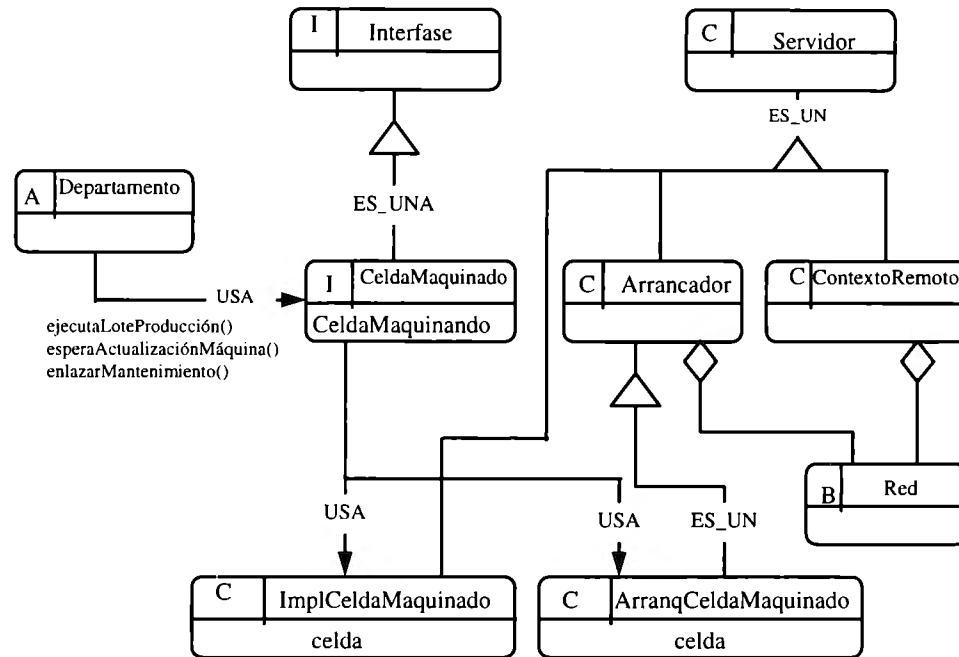 I Interfase
C Servidor
ES_UN
A Departamento
ES_UNA
I CeldaMaquinado
CeldaMaquinando
C Arrancador
C ContextoRemoto
USA
ejecutaLoteProducción()
esperaActualizaciónMáquina()
enlazarMantenimiento()
B Red
USA
USA
ES_UN
C ImplCeldaMaquinado
celda
C ArranqCeldaMaquinado
celda